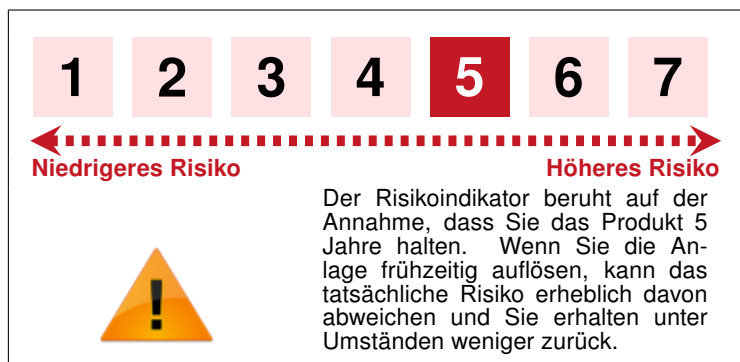 1 2 3 4 5 6 7
Niedrigeres Risiko Höheres Risiko
Der Risikoindikator beruht auf der
Annahme, dass Sie das Produkt 5
Jahre halten. Wenn Sie die An-
lage frühzeitig auflösen, kann das
tatsächliche Risiko erheblich davon
abweichen und Sie erhalten unter
Umständen weniger zurück.
!